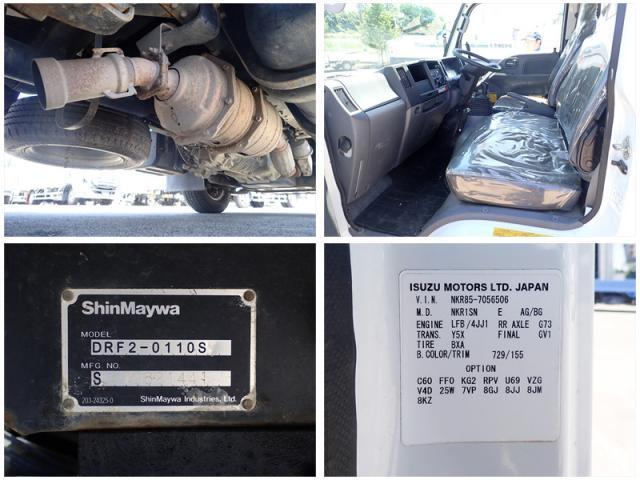 ShinMaywa
MODEL
DRF2-0110S
MFG. NO.
S
203-24325-0 ShinMaywa Industries, Ltd.
ISUZU MOTORS LTD. JAPAN
V.I.N. NKR85-7056506
M.D. NKR1SN E AG/BG
ENGINE LFB/4JJ1 RR AXLE G73
TRANS. Y5X FINAL GV1
TIRE BXA
B.COLOR/TRIM 729/155
OPTION
C60 FFO KG2 RPV U69 VZG
V4D 25W 7VP 8GJ 8JJ 8JM
8KZ